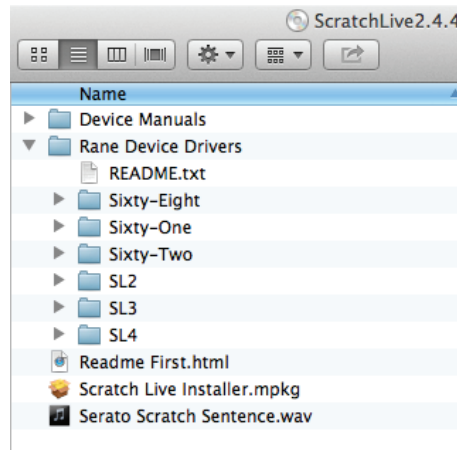 ScratchLive2.4.4
Name
Device Manuals
Rane Device Drivers
README.txt
Sixty-Eight
Sixty-One
Sixty-Two
SL2
SL3
SL4
Readme First.html
Scratch Live Installer.mpkg
Serato Scratch Sentence.wav